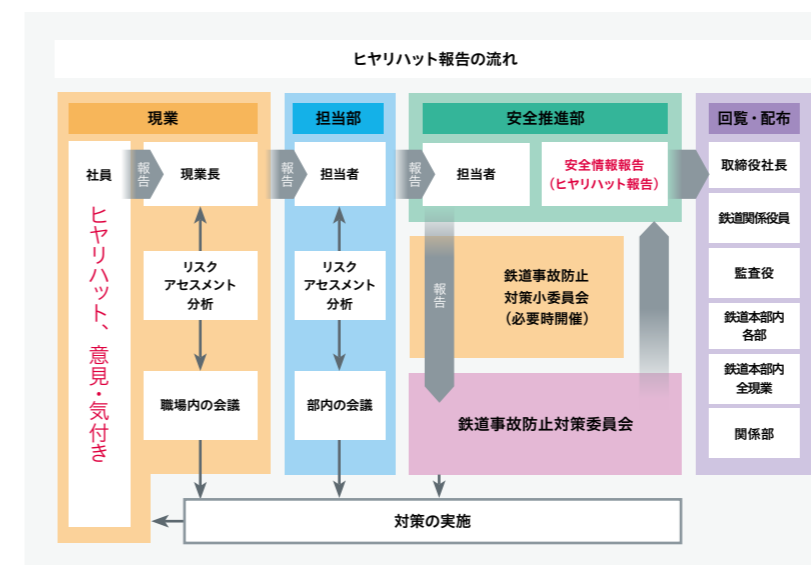 ヒヤリハット報告の流れ
現業
担当部
安全推進部
回覧・配布
社員
報告
現業長
報告
担当者
報告
担当者
安全情報報告
（ヒヤリハット報告）
取締役社長
鉄道関係役員
監査役
鉄道本部内
各部
鉄道本部内
全現業
関係部
ヒヤリハット、意見・気付き
リスク
アセスメント
分析
リスク
アセスメント
分析
報告
鉄道事故防止
対策小委員会
（必要時開催）
職場内の会議
部内の会議
鉄道事故防止対策委員会
対策の実施